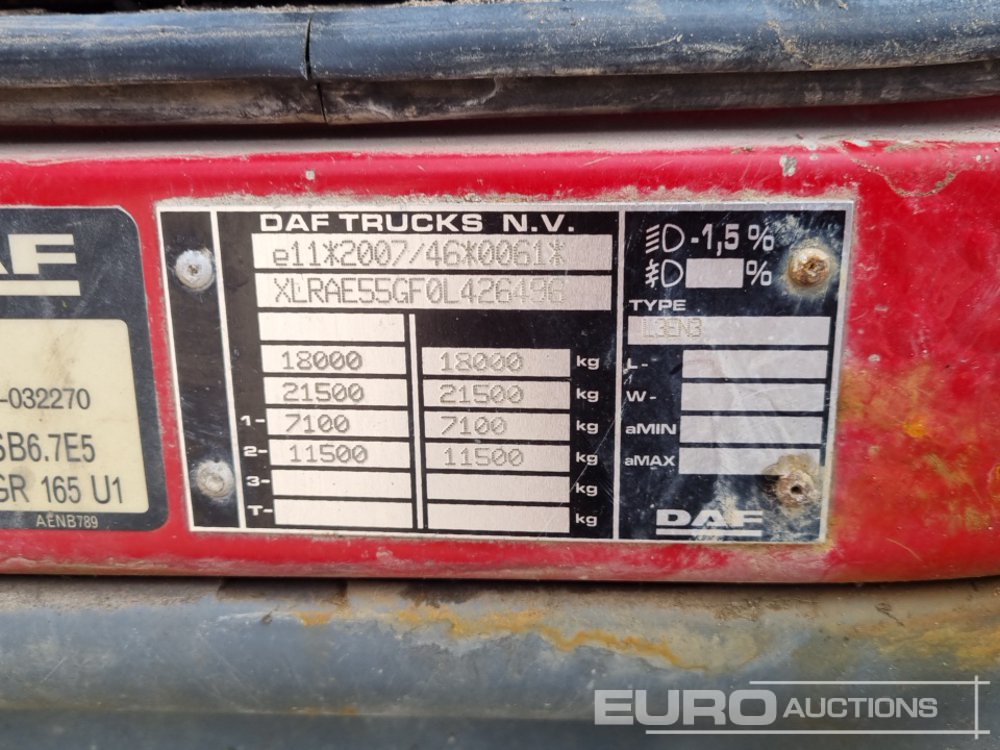 AF
-032270
SB6.7E5
GR 165 U1
AENB789
DAF TRUCKS N.V.
e11*2007/46*0061*
XLRAE55GF0L426496
18000 18000 kg
21500 21500 kg
1- 7100 7100 kg
2- 11500 11500 kg
3- kg
T- kg
-1,5 %
%
TYPE
L3EN3
L-
W-
aMIN
aMAX
DAF
EURO AUCTIONS